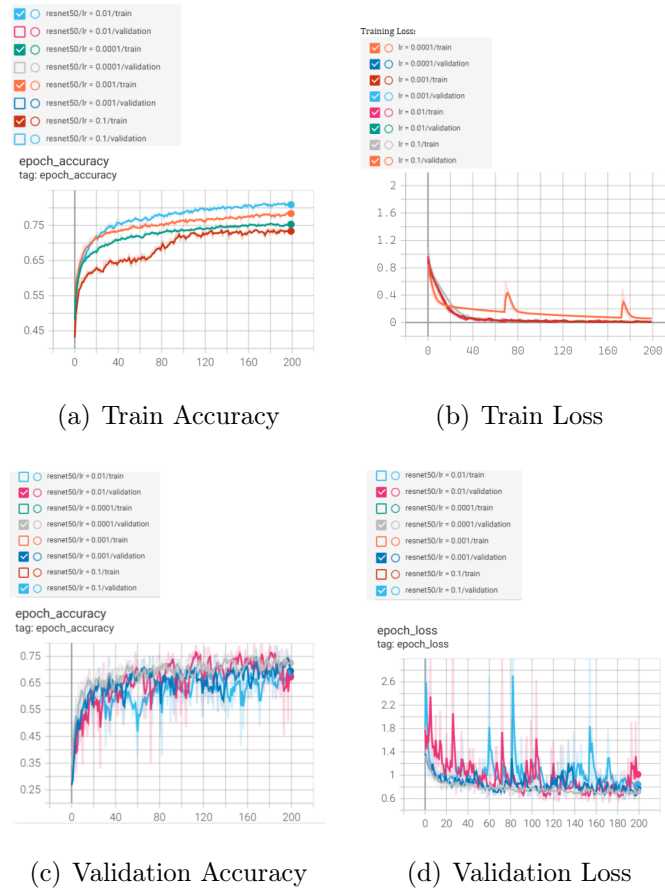 resnet50/lr = 0.01/train
resnet50/lr = 0.01/validation
resnet50/lr = 0.0001/train
resnet50/lr = 0.0001/validation
resnet50/lr = 0.001/train
resnet50/lr = 0.001/validation
resnet50/lr = 0.1/train
resnet50/lr = 0.1/validation
epoch_accuracy
tag: epoch_accuracy
0.75
0.65
0.55
0.45
0 40 80 120 160 200
(a) Train Accuracy
Training Loss:
lr = 0.0001/train
lr = 0.0001/validation
lr = 0.001/train
lr = 0.001/validation
lr = 0.01/train
lr = 0.01/validation
lr = 0.1/train
lr = 0.1/validation
2
1.6
1.2
0.8
0.4
0
0 40 80 120 160 200
(b) Train Loss
resnet50/lr = 0.01/train
resnet50/lr = 0.01/validation
resnet50/lr = 0.0001/train
resnet50/lr = 0.0001/validation
resnet50/lr = 0.001/train
resnet50/lr = 0.001/validation
resnet50/lr = 0.1/train
resnet50/lr = 0.1/validation
epoch_accuracy
tag: epoch_accuracy
0.75
0.65
0.55
0.45
0.35
0.25
0 40 80 120 160 200
(c) Validation Accuracy
resnet50/lr = 0.01/train
resnet50/lr = 0.01/validation
resnet50/lr = 0.0001/train
resnet50/lr = 0.0001/validation
resnet50/lr = 0.001/train
resnet50/lr = 0.001/validation
resnet50/lr = 0.1/train
resnet50/lr = 0.1/validation
epoch_loss
tag: epoch_loss
2.6
2.2
1.8
1.4
1
0.6
0 20 40 60 80 100 120 140 160 180 200
(d) Validation Loss